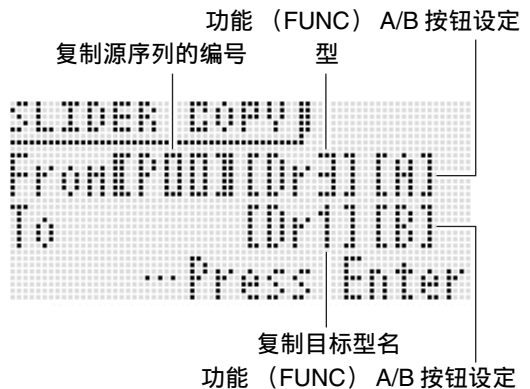 功能 （FUNC） A/B 按钮设定
复制源序列的编号
型
SLIDER COPY
From[P00][Dr3][A]
To [Dr1][B]
…Press Enter
复制目标型名
功能 （FUNC） A/B 按钮设定